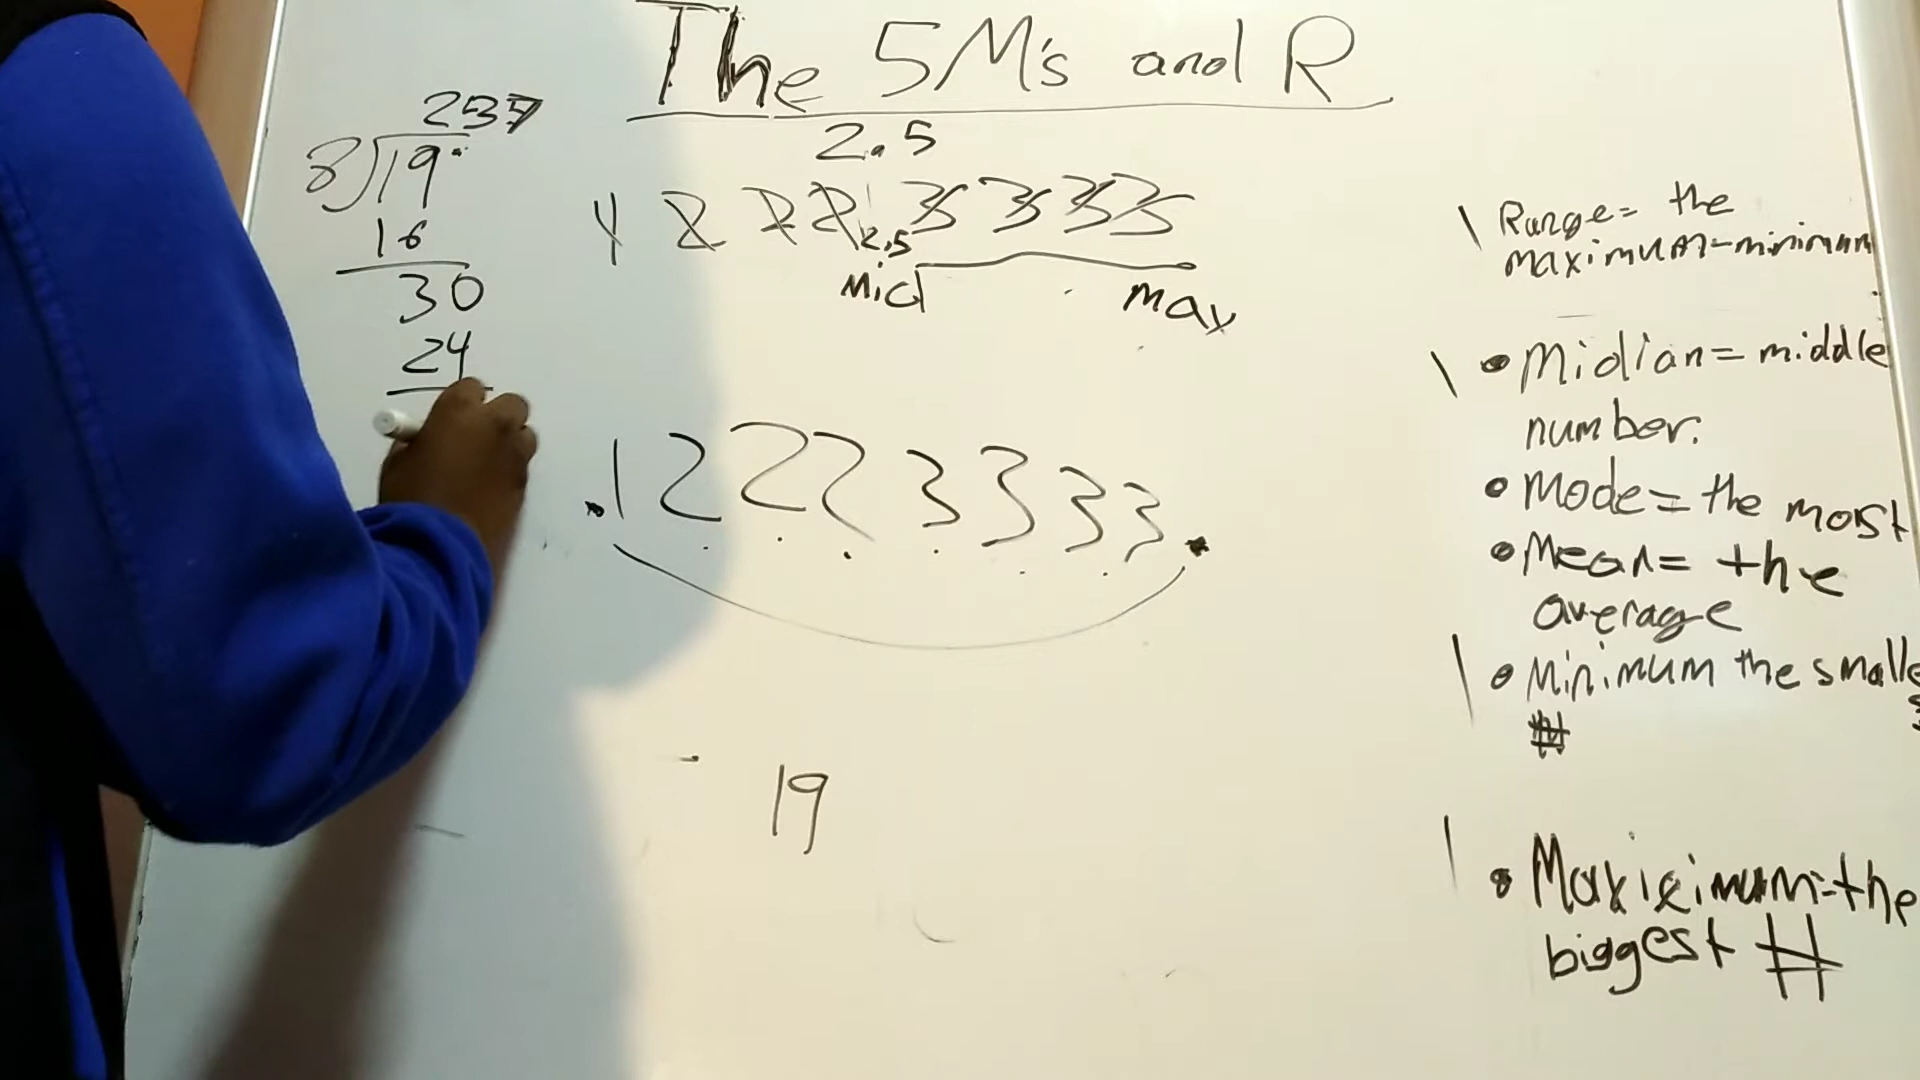 The 5M's and R
237
8)19.
16
30
24
2.5
1 2 2 2 3 3 3 3
2.5
Mid
max
1 2 2 2 3 3 3 3
19
Range= the
maximum-minimum
• Midian= middle
number.
• Mode= the most
• Mean= the
average
• Minimum the smalle
#
• Maxiximum=the
biggest #